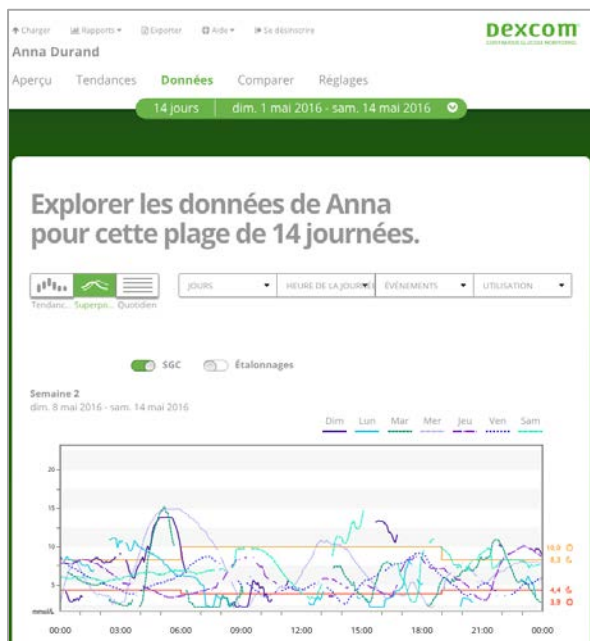 Charger Rapports Exporter Aide Se désinscrire
dexcom
CONTINUOUS GLUCOSE MONITORING
Anna Durand
Aperçu Tendances Données Comparer Réglages
14 jours dim. 1 mai 2016 - sam. 14 mai 2016
Explorer les données de Anna
pour cette plage de 14 journées.
JOURS HEURE DE LA JOURNÉE ÉVÉNEMENTS UTILISATION
Tendanc... Superpo... Quotidien
SGC Étalonnages
Semaine 2
dim. 8 mai 2016 - sam. 14 mai 2016
Dim Lun Mar Mer Jeu Ven Sam
20
15
10
10,0
8,3
5
4,4
3,9
mmol/L
00:00 03:00 06:00 09:00 12:00 15:00 18:00 21:00 00:00